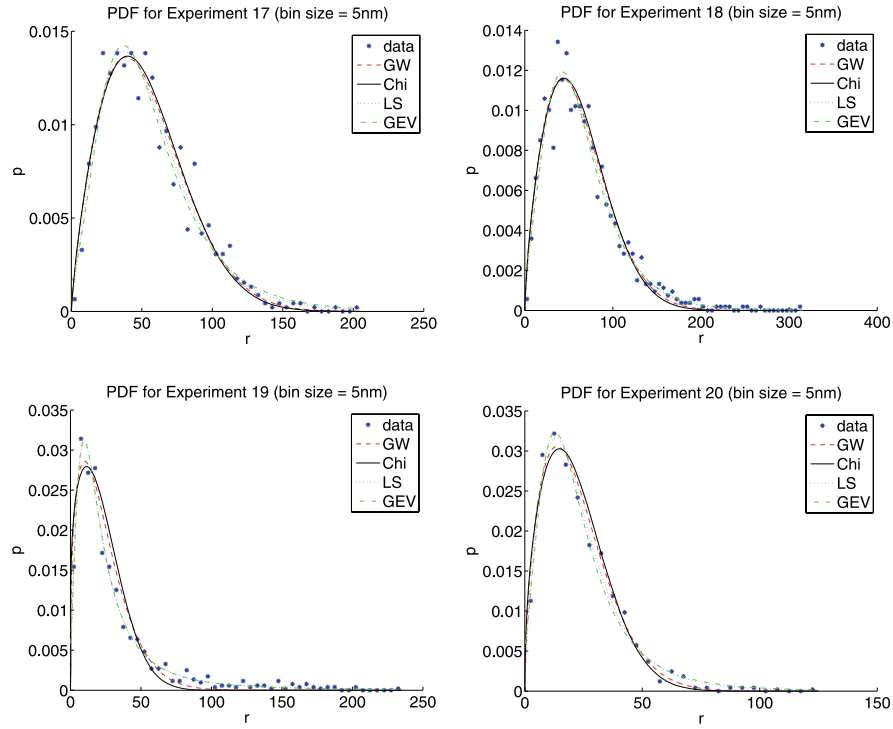 PDF for Experiment 17 (bin size = 5nm)
0.015
0.01
0.005
0
p
0
50
100
150
200
250
r
data
GW
Chi
LS
GEV
PDF for Experiment 18 (bin size = 5nm)
0.014
0.012
0.01
0.008
0.006
0.004
0.002
0
p
0
100
200
300
400
r
data
GW
Chi
LS
GEV
PDF for Experiment 19 (bin size = 5nm)
0.035
0.03
0.025
0.02
0.015
0.01
0.005
0
p
0
50
100
150
200
250
r
data
GW
Chi
LS
GEV
PDF for Experiment 20 (bin size = 5nm)
0.035
0.03
0.025
0.02
0.015
0.01
0.005
0
p
0
50
100
150
r
data
GW
Chi
LS
GEV